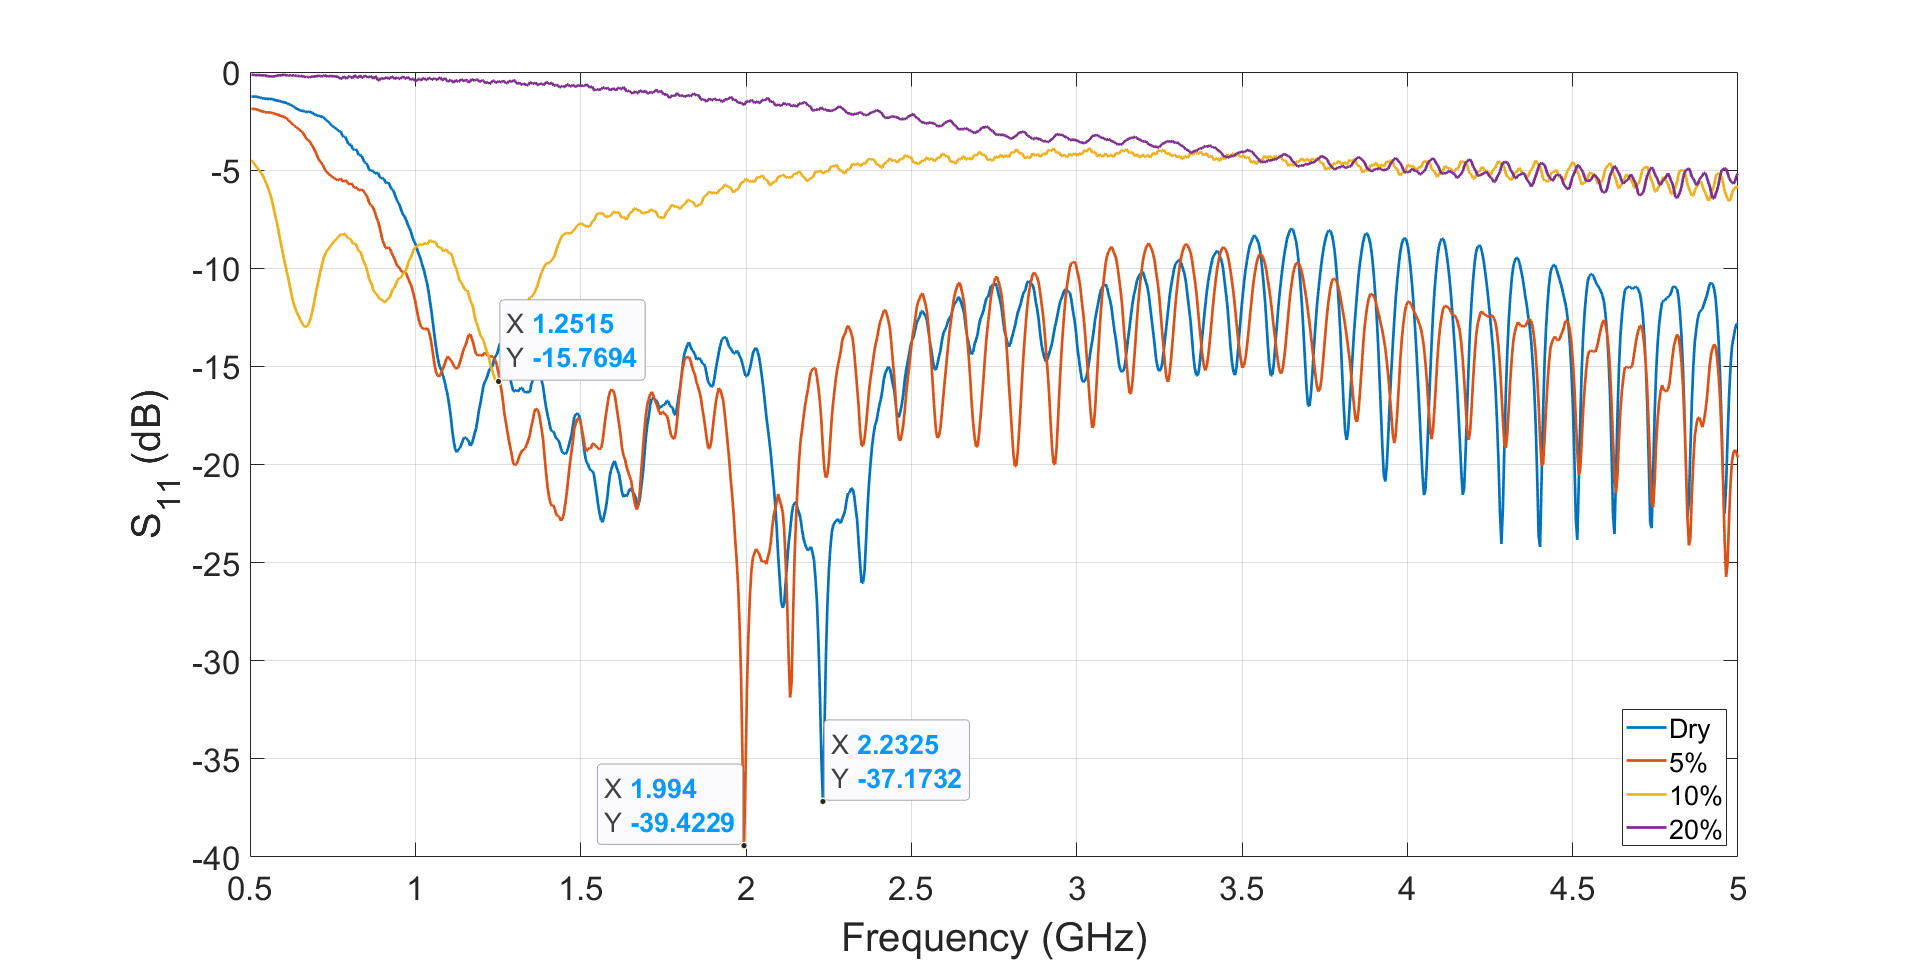 0
-5
-10
-15
-20
-25
-30
-35
-40
S11 (dB)
X 1.2515
Y -15.7694
X 2.2325
Y -37.1732
X 1.994
Y -39.4229
Dry
5%
10%
20%
0.5 1 1.5 2 2.5 3 3.5 4 4.5 5
Frequency (GHz)